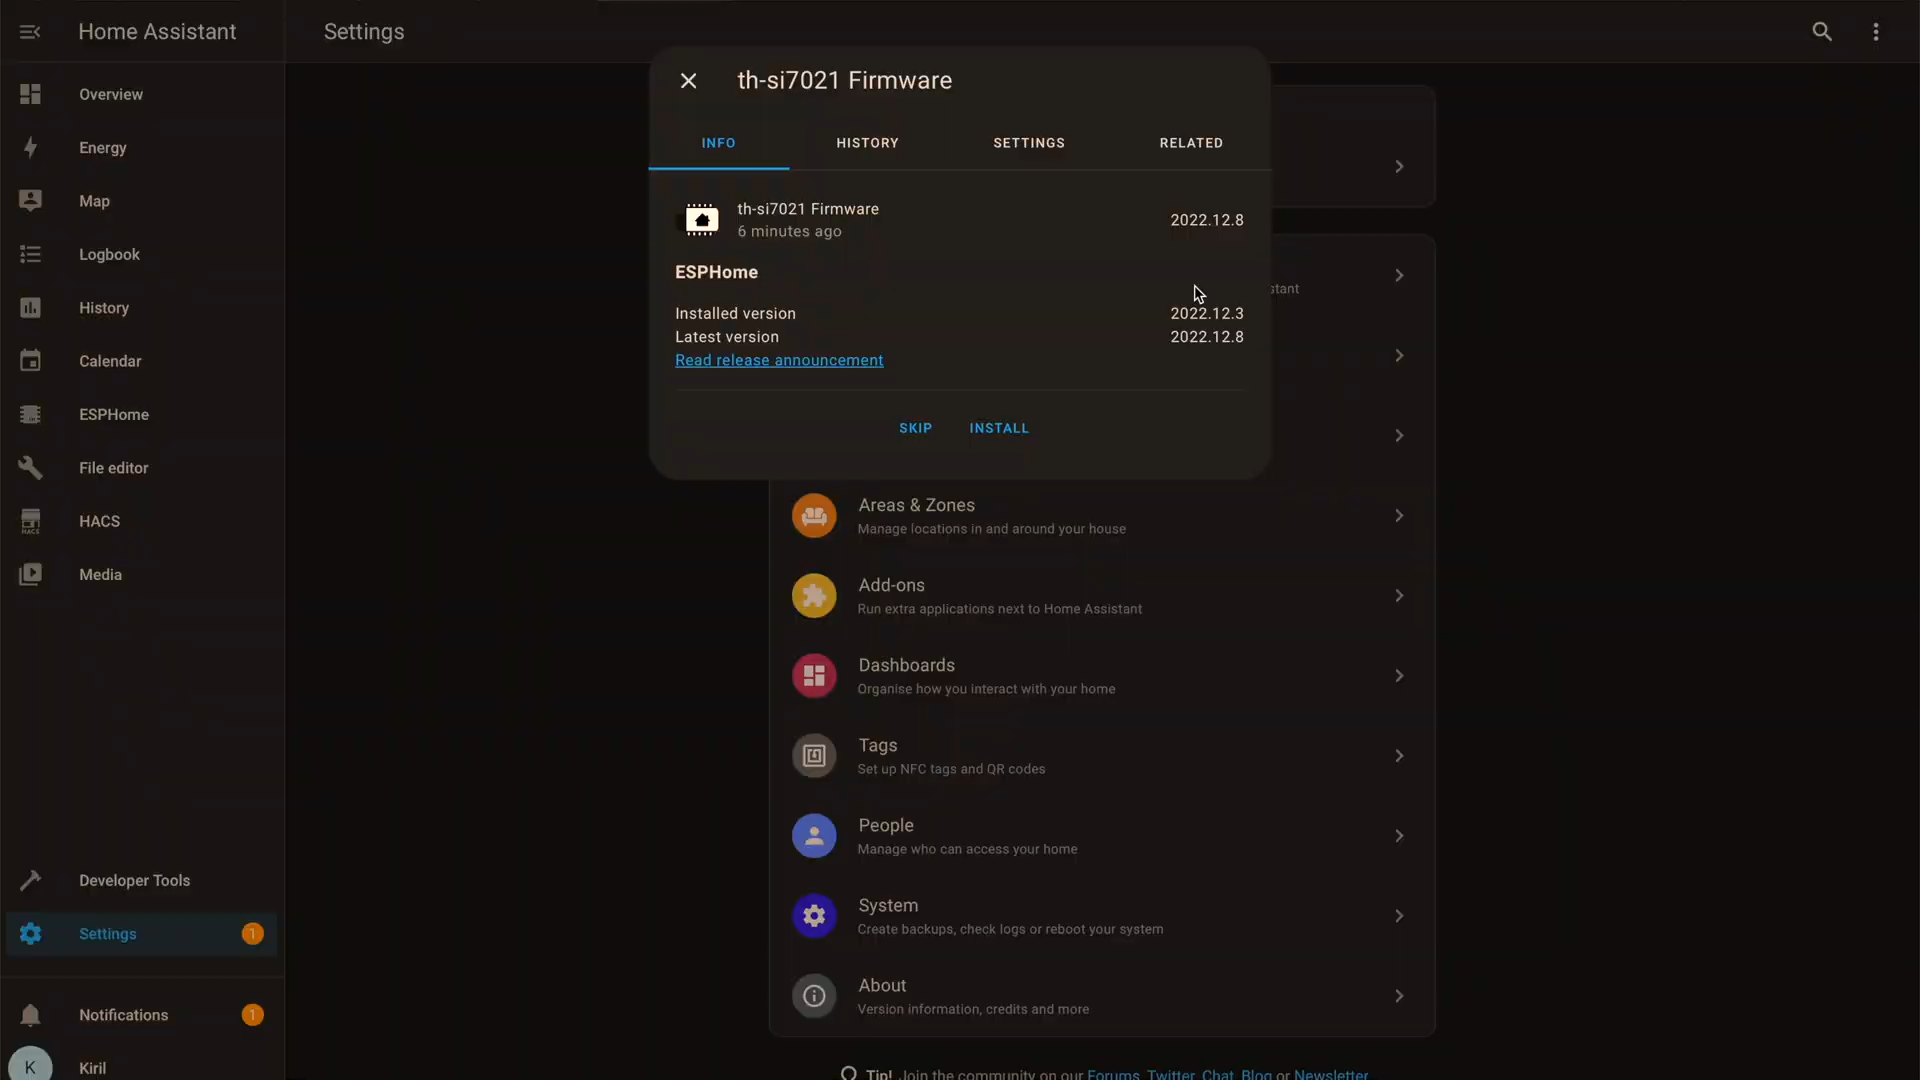 Home Assistant
Settings
Overview
Energy
Map
Logbook
History
Calendar
ESPHome
File editor
HACS
HACS
Media
Developer Tools
Settings
1
Notifications
1
K
Kiril
th-si7021 Firmware
INFO
HISTORY
SETTINGS
RELATED
th-si7021 Firmware
6 minutes ago
2022.12.8
ESPHome
Installed version
2022.12.3
Latest version
2022.12.8
Read release announcement
SKIP
INSTALL
stant
Areas & Zones
Manage locations in and around your house
Add-ons
Run extra applications next to Home Assistant
Dashboards
Organise how you interact with your home
Tags
Set up NFC tags and QR codes
People
Manage who can access your home
System
Create backups, check logs or reboot your system
About
Version information, credits and more
Tip! Join the community on our Forums, Twitter, Chat, Blog or Newsletter